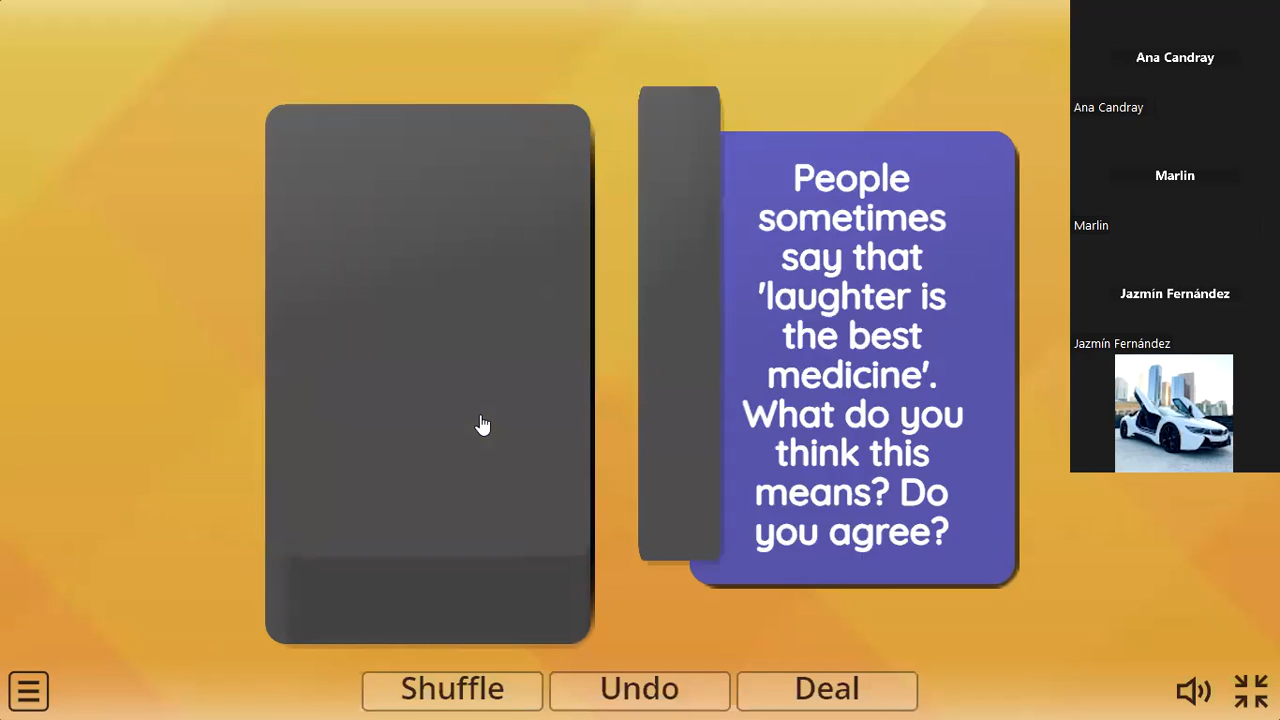 People
sometimes
say that
'laughter is
the best
medicine'.
What do you
think this
means? Do
you agree?
Shuffle
Undo
Deal
Ana Candray
Ana Candray
Marlin
Marlin
Jazmín Fernández
Jazmín Fernández